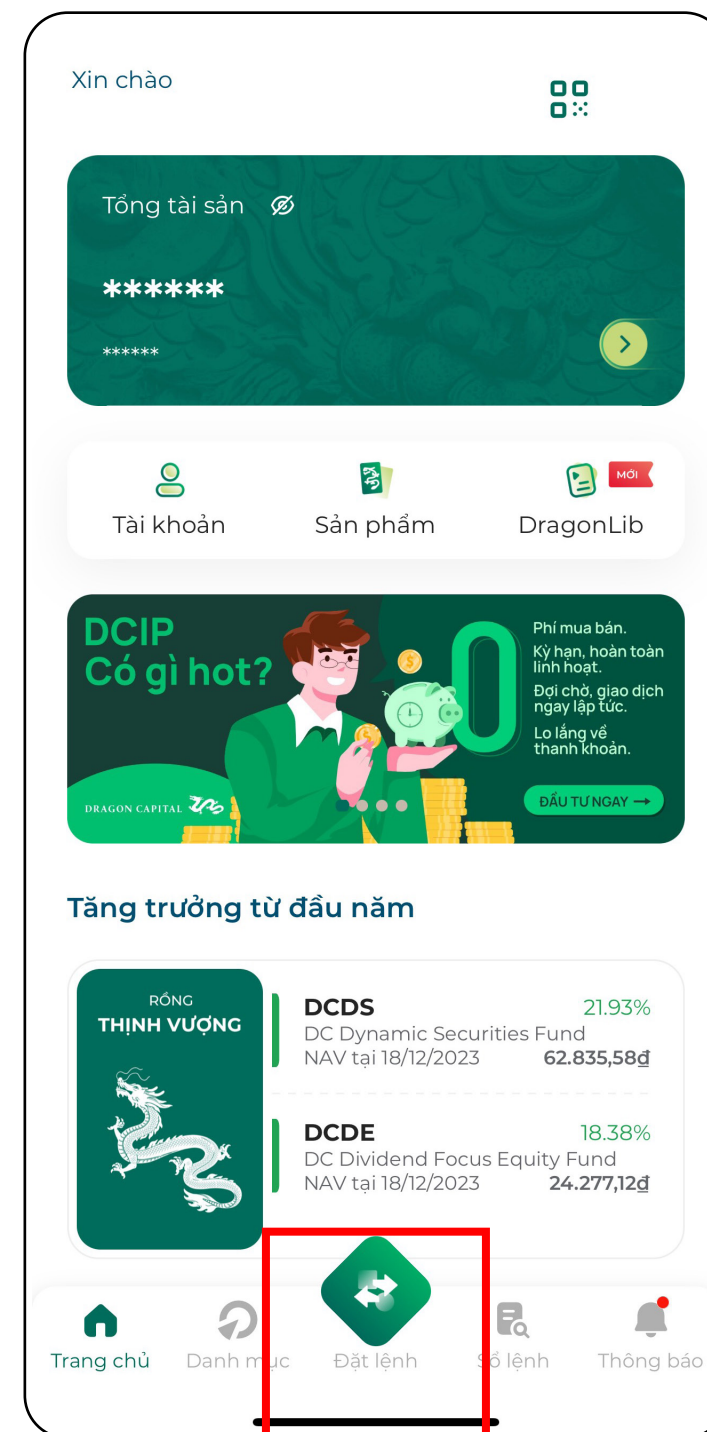 Xin chào
Tổng tài sản
******
******
MỚI
Tài khoản
Sản phẩm
DragonLib
DCIP
Có gì hot?
0
Phí mua bán.
Kỳ hạn, hoàn toàn
linh hoạt.
Đợi chờ, giao dịch
ngay lập tức.
Lo lắng về
thanh khoản.
DRAGON CAPITAL
ĐẦU TƯ NGAY →
Tăng trưởng từ đầu năm
RỒNG
THỊNH VƯỢNG
DCDS 21.93%
DC Dynamic Securities Fund
NAV tại 18/12/2023 62.835,58₫
DCDE 18.38%
DC Dividend Focus Equity Fund
NAV tại 18/12/2023 24.277,12₫
Trang chủ
Danh mục
Đặt lệnh
Sổ lệnh
Thông báo